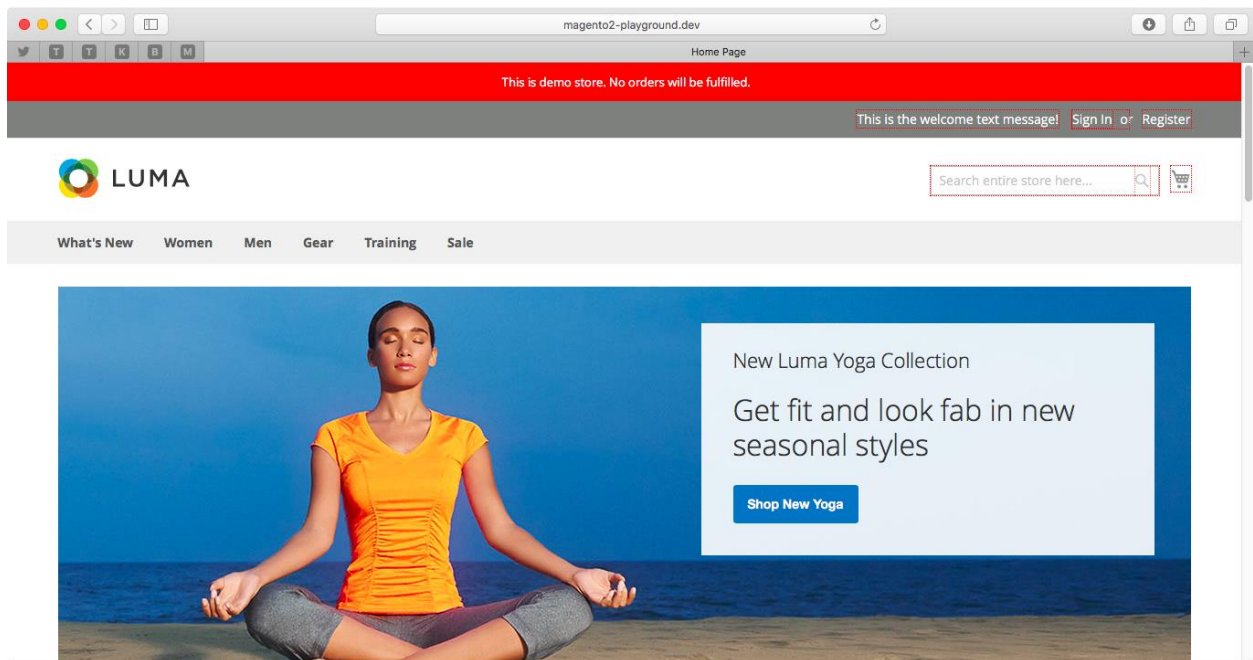 magento2-playground.dev
T T K B M Home Page
This is demo store. No orders will be fulfilled.
This is the welcome text message! Sign In or Register
LUMA
Search entire store here...
What's New Women Men Gear Training Sale
New Luma Yoga Collection
Get fit and look fab in new
seasonal styles
Shop New Yoga